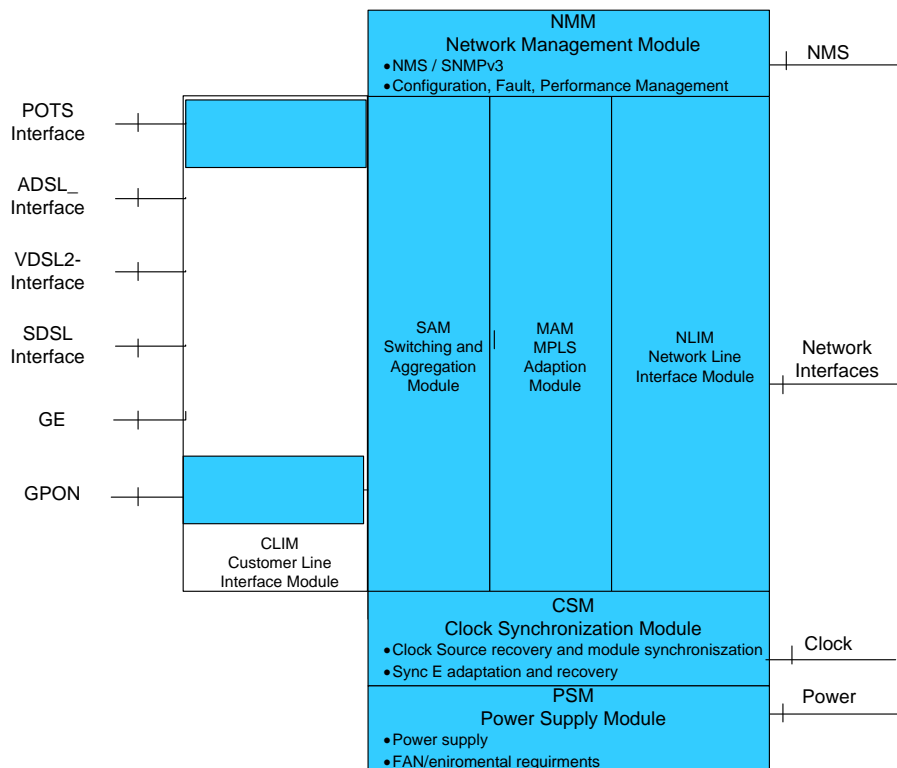 NMM
Network Management Module
•NMS / SNMPv3
•Configuration, Fault, Performance Management
NMS
POTS
Interface
ADSL_
Interface
VDSL2-
Interface
SDSL
Interface
GE
GPON
CLIM
Customer Line
Interface Module
SAM
Switching and
Aggregation
Module
MAM
MPLS
Adaption
Module
NLIM
Network Line
Interface Module
Network
Interfaces
CSM
Clock Synchronization Module
•Clock Source recovery and module synchroniszation
•Sync E adaptation and recovery
Clock
PSM
Power Supply Module
•Power supply
•FAN/eniromental requirments
Power